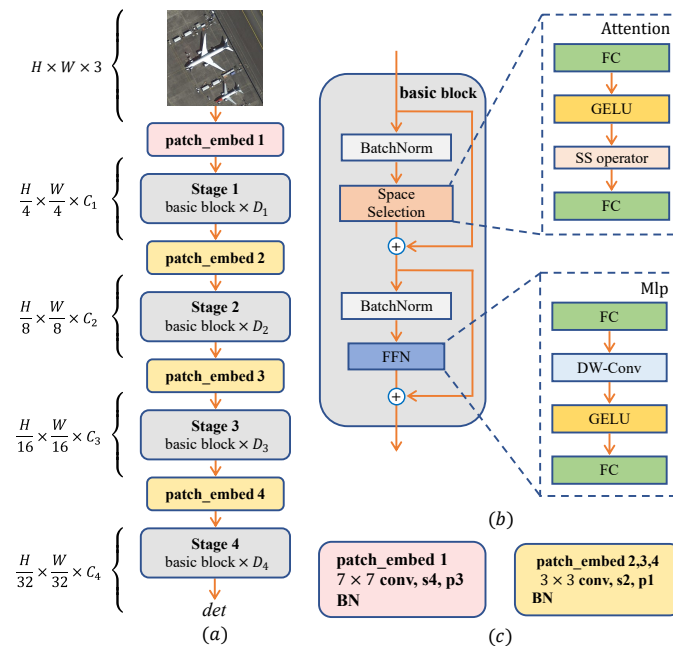 H × W × 3
patch_embed 1
H/4 × W/4 × C₁
Stage 1
basic block × D₁
patch_embed 2
H/8 × W/8 × C₂
Stage 2
basic block × D₂
patch_embed 3
H/16 × W/16 × C₃
Stage 3
basic block × D₃
patch_embed 4
H/32 × W/32 × C₄
Stage 4
basic block × D₄
det
(a)
basic block
BatchNorm
Space
Selection
+
BatchNorm
FFN
+
Attention
FC
GELU
SS operator
FC
Mlp
FC
DW-Conv
GELU
FC
(b)
patch_embed 1
7 × 7 conv, s4, p3
BN
patch_embed 2,3,4
3 × 3 conv, s2, p1
BN
(c)